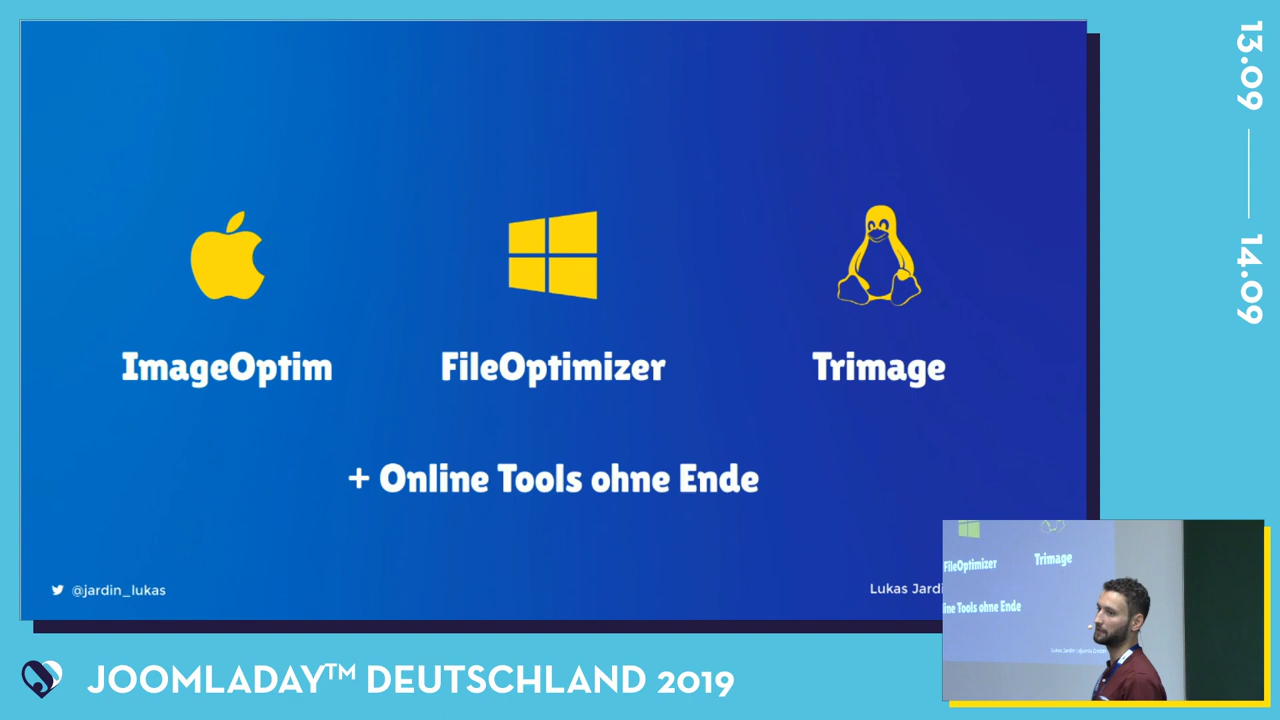 ImageOptim
FileOptimizer
Trimage
+ Online Tools ohne Ende
@jardin_lukas
Lukas Jardi
13.09
14.09
FileOptimizer
Trimage
ine Tools ohne Ende
JOOMLADAY™ DEUTSCHLAND 2019